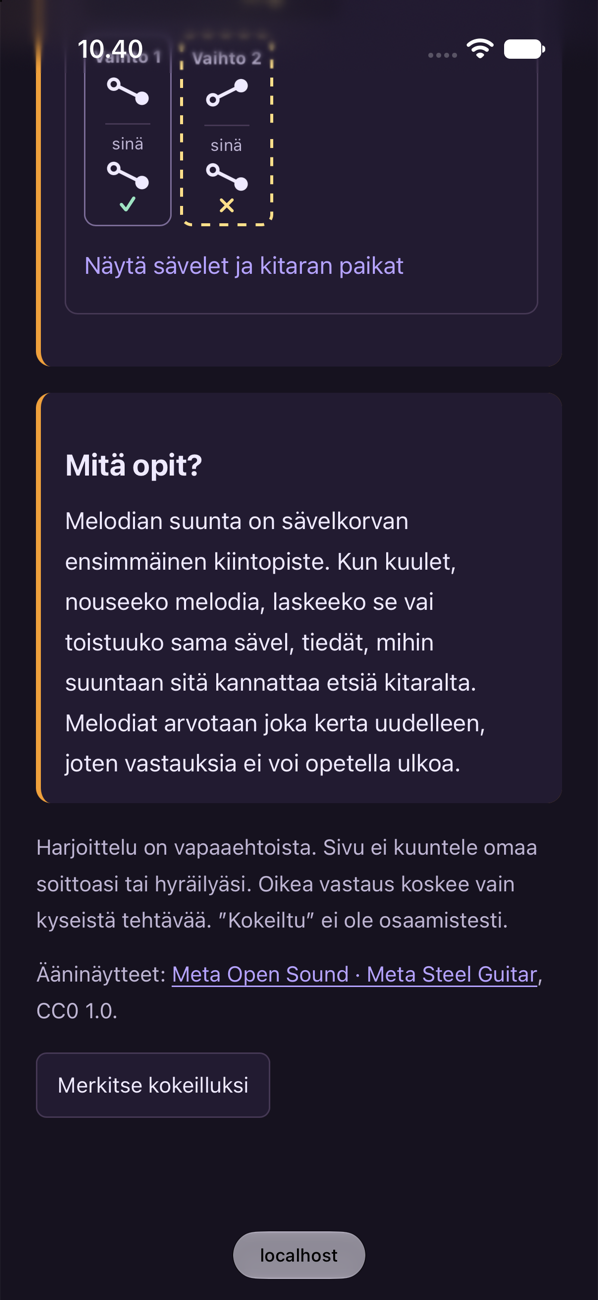 10.40
Vaihto 1
Vaihto 2
sinä
sinä
Näytä sävelet ja kitaran paikat
Mitä opit?
Melodian suunta on sävelkorvan
ensimmäinen kiintopiste. Kun kuulet,
nouseeko melodia, laskeeko se vai
toistuuko sama sävel, tiedät, mihin
suuntaan sitä kannattaa etsiä kitaralta.
Melodiat arvotaan joka kerta uudelleen,
joten vastauksia ei voi opetella ulkoa.
Harjoittelu on vapaaehtoista. Sivu ei kuuntele omaa
soittoasi tai hyräilyäsi. Oikea vastaus koskee vain
kyseistä tehtävää. ”Kokeiltu” ei ole osaamistesti.
Ääninäytteet: Meta Open Sound · Meta Steel Guitar,
CC0 1.0.
Merkitse kokeilluksi
localhost